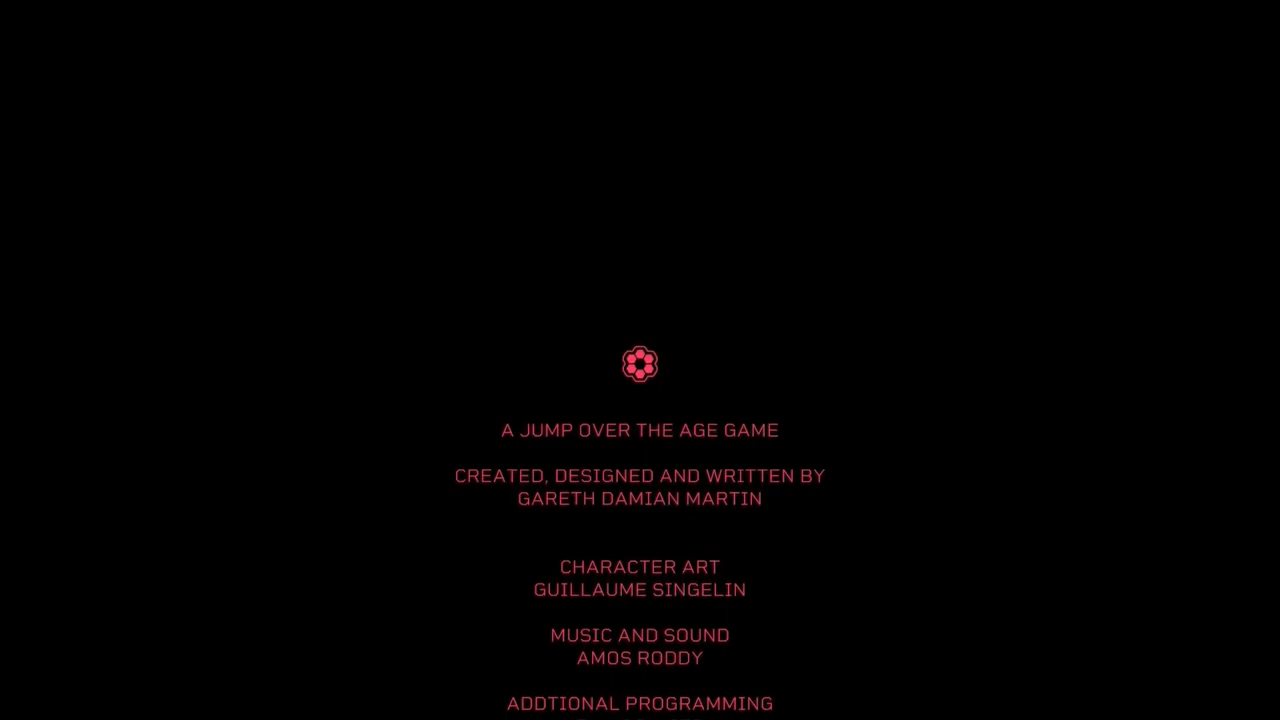 A JUMP OVER THE AGE GAME
CREATED, DESIGNED AND WRITTEN BY
GARETH DAMIAN MARTIN
CHARACTER ART
GUILLAUME SINGELIN
MUSIC AND SOUND
AMOS RODDY
ADDTIONAL PROGRAMMING